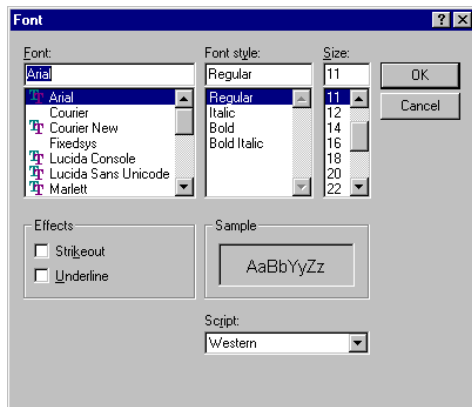 Font
Font: Font style: Size:
Arial Regular 11 OK
Arial Regular 11 Cancel
Courier Italic 12
Courier New Bold 14
Fixedsys Bold Italic 16
Lucida Console 18
Lucida Sans Unicode 20
Marlett 22
Effects Sample
Strikeout
Underline
AaBbYyZz
Script:
Western